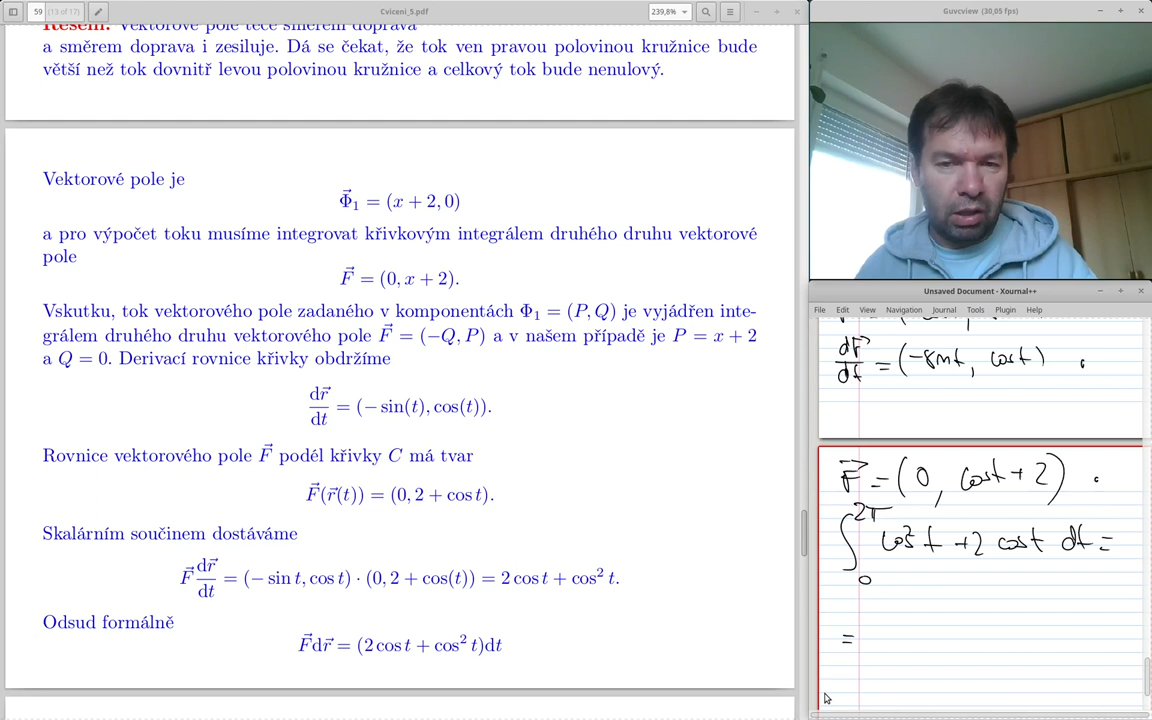 59 (13 of 17) Cviceni_5.pdf 239,8%
Řešení. Vektorové pole teče směrem doprava
a směrem doprava i zesiluje. Dá se čekat, že tok ven pravou polovinou kružnice bude
větší než tok dovnitř levou polovinou kružnice a celkový tok bude nenulový.
Vektorové pole je
Φ⃗₁ = (x + 2, 0)
a pro výpočet toku musíme integrovat křivkovým integrálem druhého druhu vektorové
pole
F⃗ = (0, x + 2).
Vskutku, tok vektorového pole zadaného v komponentách Φ₁ = (P, Q) je vyjádřen inte-
grálem druhého druhu vektorového pole F⃗ = (−Q, P) a v našem případě je P = x + 2
a Q = 0. Derivací rovnice křivky obdržíme
dr⃗/dt = (− sin(t), cos(t)).
Rovnice vektorového pole F⃗ podél křivky C má tvar
F⃗(r⃗(t)) = (0, 2 + cos t).
Skalárním součinem dostáváme
F⃗ dr⃗/dt = (− sin t, cos t) · (0, 2 + cos(t)) = 2 cos t + cos² t.
Odsud formálně
F⃗dr⃗ = (2 cos t + cos² t)dt
Guvcview (30,05 fps)
Unsaved Document - Xournal++
File Edit View Navigation Journal Tools Plugin Help
dr⃗/dt = (−sin t, cos t) .
F⃗ = (0, cos t + 2) .
∫₀^2π cos² t + 2 cos t dt =
=